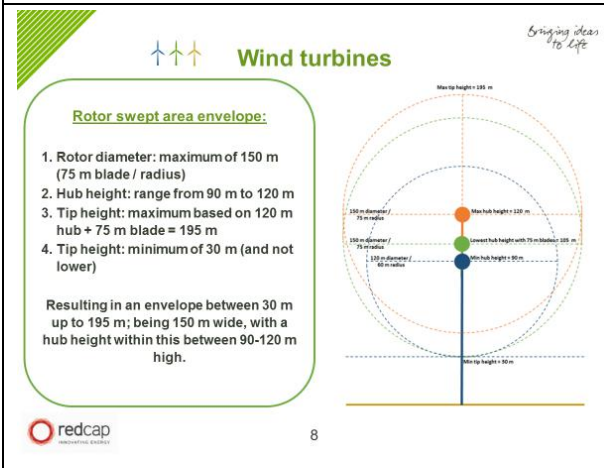 Bringing ideas
to life
Wind turbines
Rotor swept area envelope:
1. Rotor diameter: maximum of 150 m
(75 m blade / radius)
2. Hub height: range from 90 m to 120 m
3. Tip height: maximum based on 120 m
hub + 75 m blade = 195 m
4. Tip height: minimum of 30 m (and not
lower)
Resulting in an envelope between 30 m
up to 195 m; being 150 m wide, with a
hub height within this between 90-120 m
high.
Max tip height = 195 m
150 m diameter /
75 m radius
Max hub height = 120 m
150 m diameter /
75 m radius
Lowest hub height with 75 m blades = 105 m
120 m diameter /
60 m radius
Min hub height = 90 m
Min tip height = 30 m
redcap
INNOVATING ENERGY
8